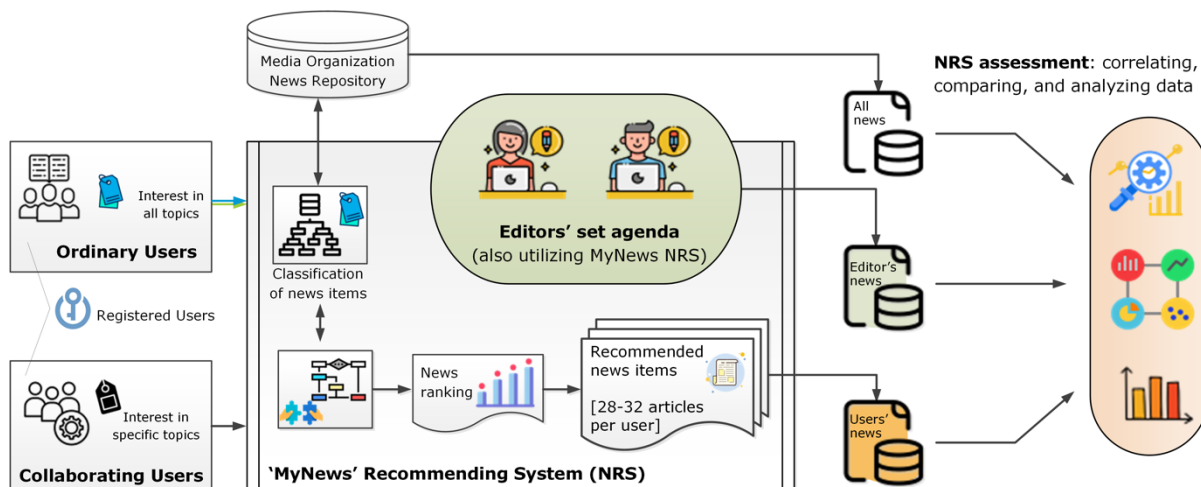 Media Organization
News Repository
NRS assessment: correlating,
comparing, and analyzing data
All
news
Interest in
all topics
Ordinary Users
Editors’ set agenda
(also utilizing MyNews NRS)
Classification
of news items
Editor's
news
Registered Users
News
ranking
Recommended
news items
[28-32 articles
per user]
Interest in
specific topics
Collaborating Users
Users'
news
‘MyNews’ Recommending System (NRS)